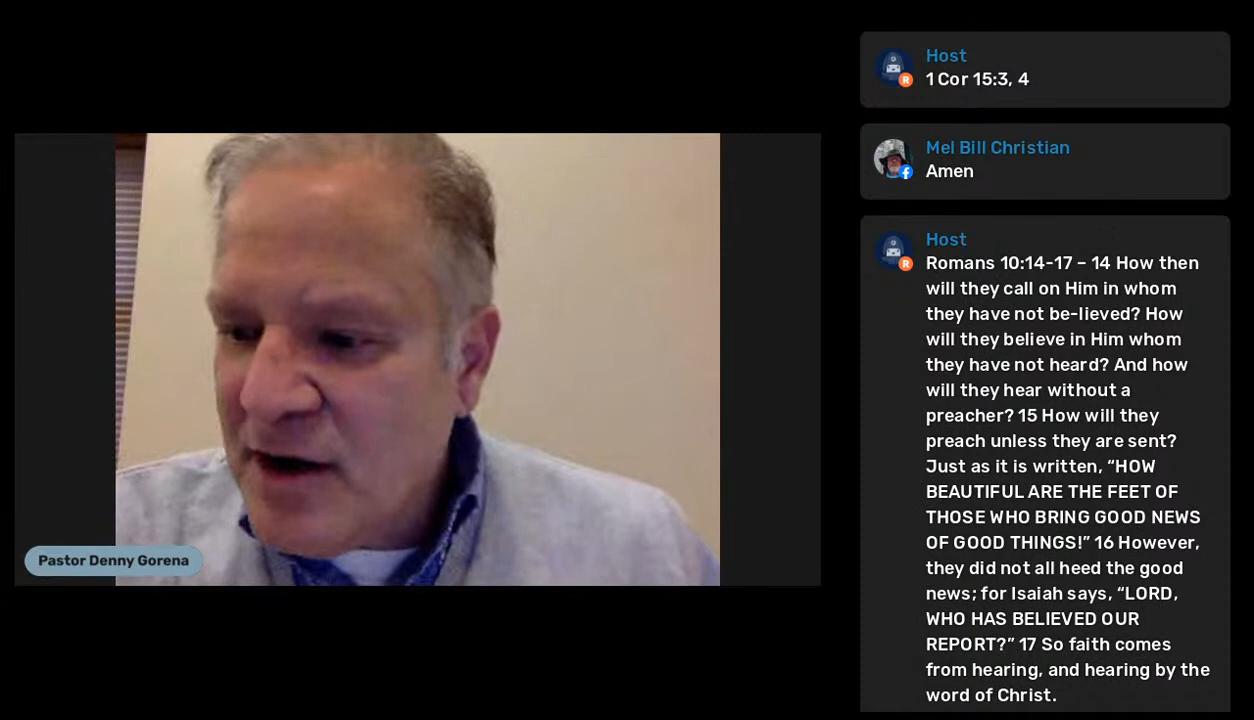 Host
1 Cor 15:3, 4
Mel Bill Christian
Amen
Host
Romans 10:14-17 – 14 How then
will they call on Him in whom
they have not be-lieved? How
will they believe in Him whom
they have not heard? And how
will they hear without a
preacher? 15 How will they
preach unless they are sent?
Just as it is written, “HOW
BEAUTIFUL ARE THE FEET OF
THOSE WHO BRING GOOD NEWS
OF GOOD THINGS!” 16 However,
they did not all heed the good
news; for Isaiah says, “LORD,
WHO HAS BELIEVED OUR
REPORT?” 17 So faith comes
from hearing, and hearing by the
word of Christ.
Pastor Denny Gorena